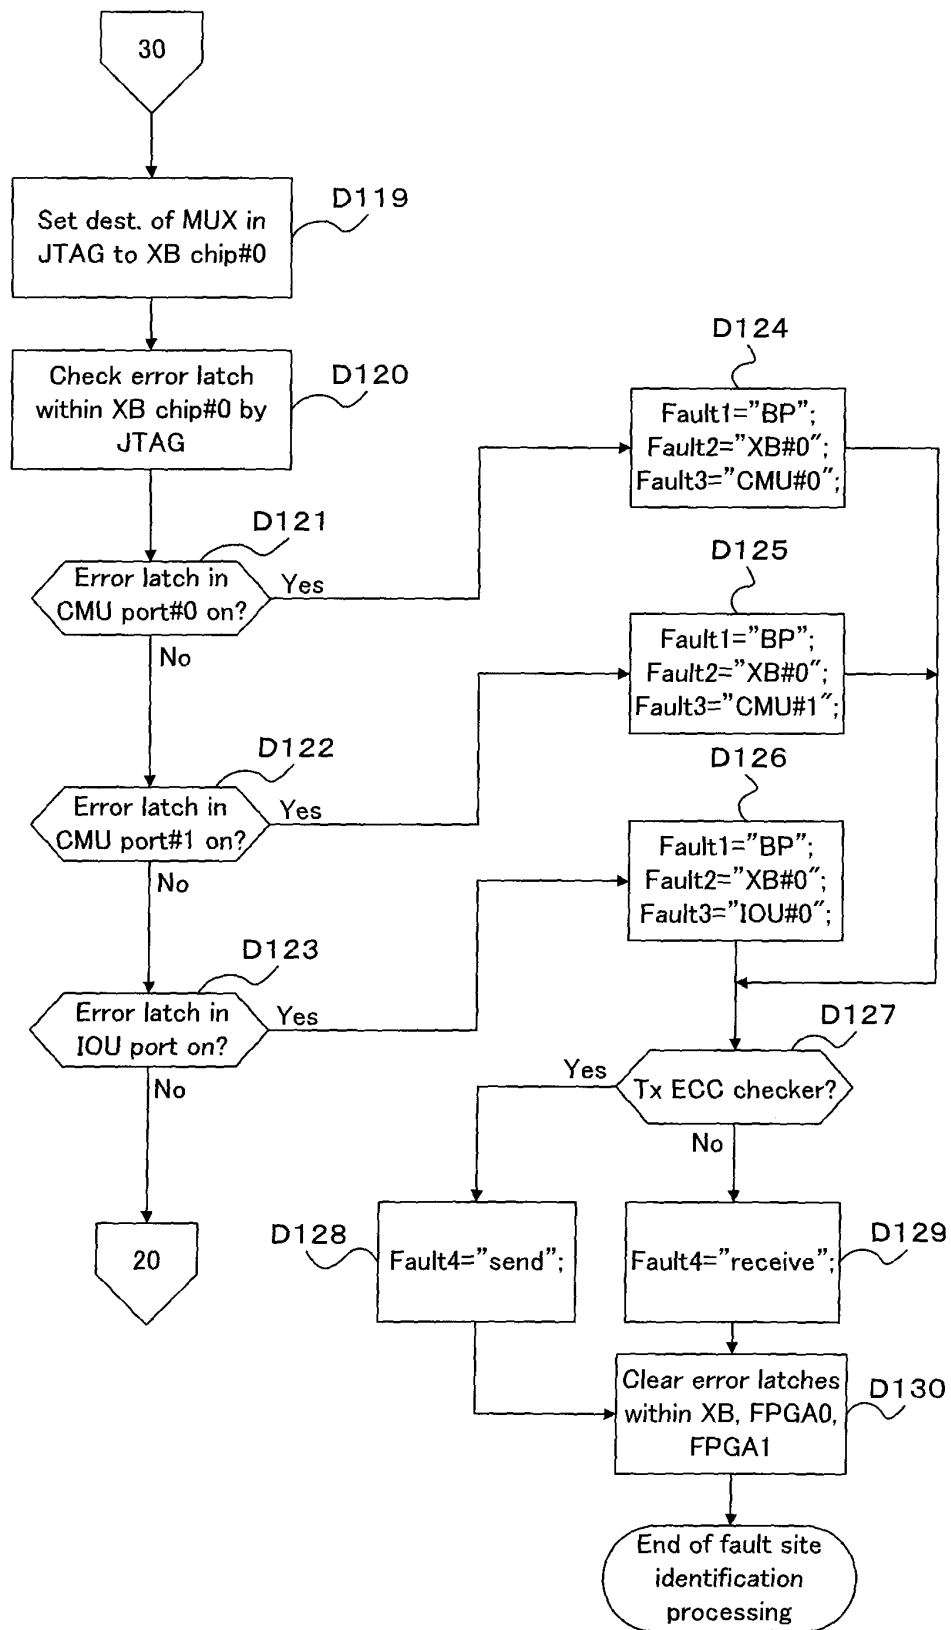 30
D119
Set dest. of MUX in
JTAG to XB chip#0
D120
Check error latch
within XB chip#0 by
JTAG
D124
Fault1="BP";
Fault2="XB#0";
Fault3="CMU#0";
D121
Error latch in
CMU port#0 on?
Yes
No
D125
Fault1="BP";
Fault2="XB#0";
Fault3="CMU#1";
D122
Error latch in
CMU port#1 on?
Yes
No
D126
Fault1="BP";
Fault2="XB#0";
Fault3="IOU#0";
D123
Error latch in
IOU port on?
Yes
No
D127
Tx ECC checker?
Yes
No
20
D128
Fault4="send";
D129
Fault4="receive";
D130
Clear error latches
within XB, FPGA0,
FPGA1
End of fault site
identification
processing